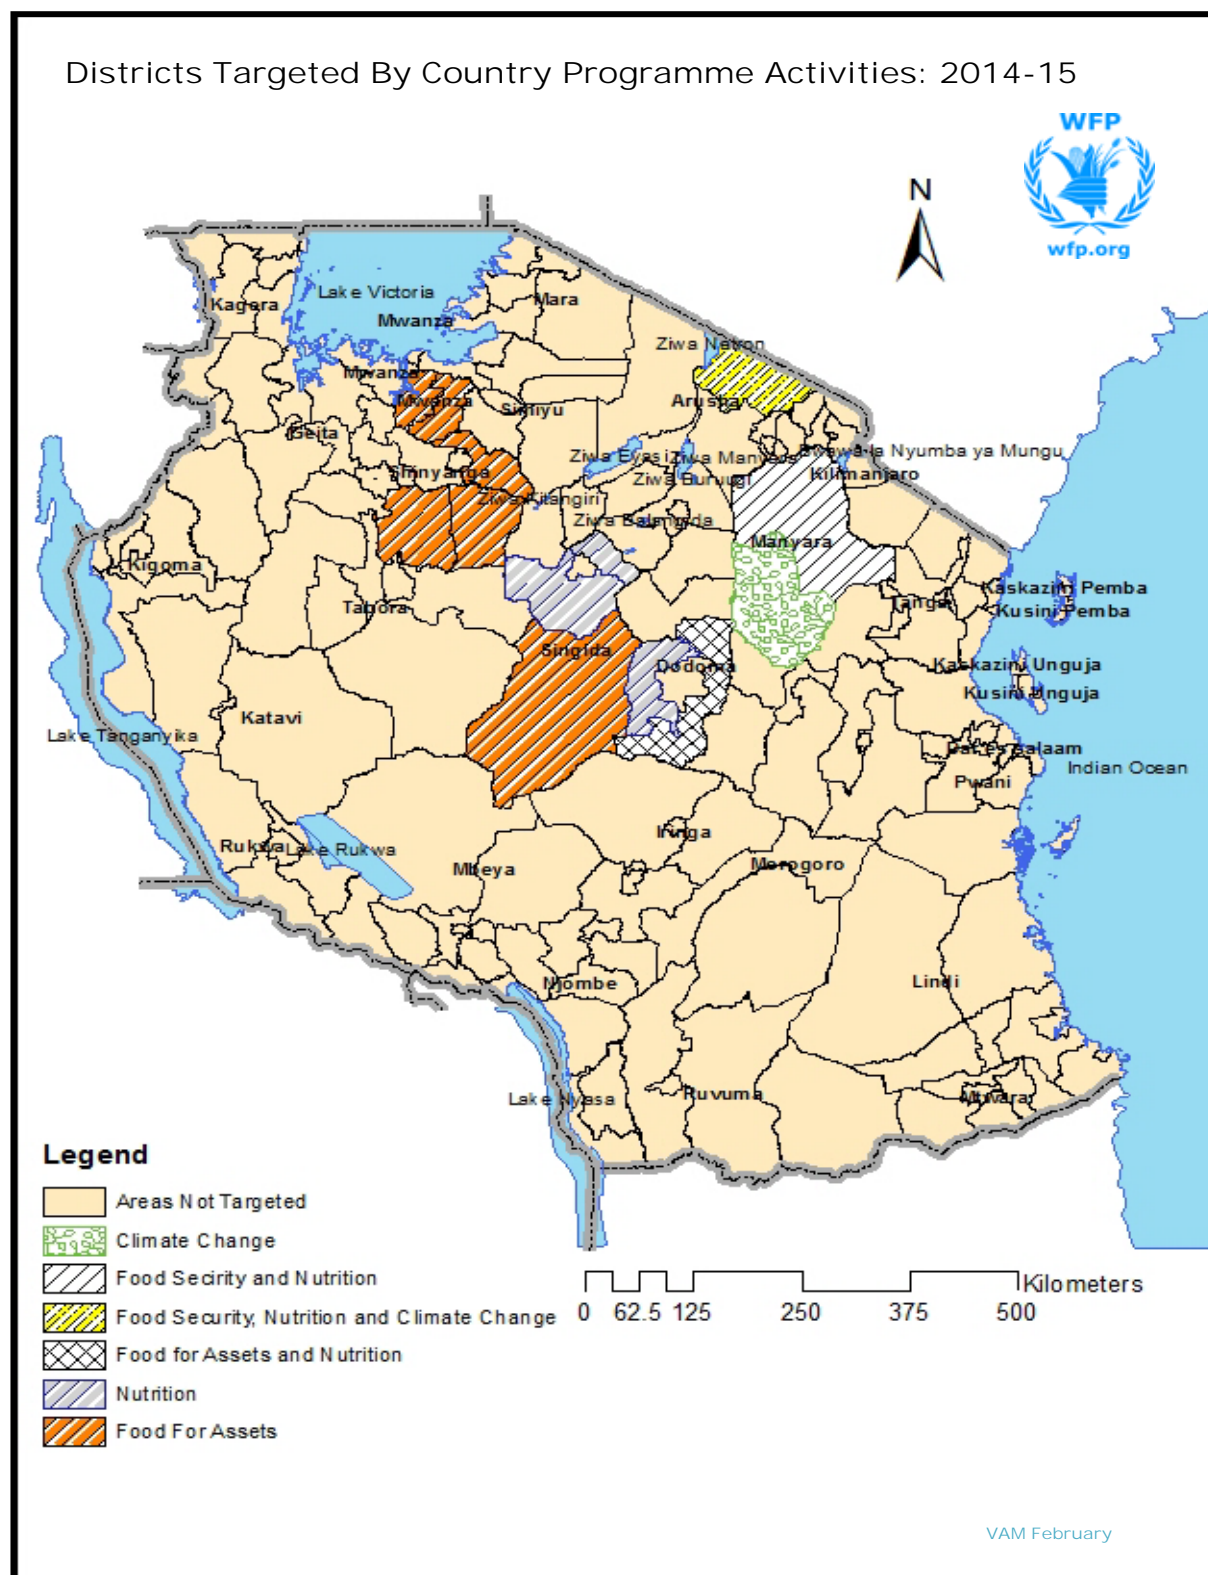 Districts Targeted By Country Programme Activities: 2014-15
WFP
wfp.org
N
Lake Victoria
Kagera
Mara
Mwanza
Ziwa Natron
Mwanza
Mwanza
Simiyu
Arusha
Geita
Ziwa Eyasi
Ziwa Manyara
Bwawa la Nyumba ya Mungu
Shinyanga
Ziwa Burungi
Kilimanjaro
Ziwa Kitangiri
Ziwa Balangida
Manyara
Kigoma
Kaskazini Pemba
Tabora
Tanga
Kusini Pemba
Singida
Dodoma
Kaskazini Unguja
Kusini Unguja
Katavi
Lake Tanganyika
Dar es salaam
Indian Ocean
Pwani
Iringa
Rukwa
Lake Rukwa
Mbeya
Morogoro
Njombe
Lindi
Lake Nyasa
Ruvuma
Mtwara
Legend
Areas Not Targeted
Climate Change
Food Secirity and Nutrition
Food Security, Nutrition and Climate Change
Food for Assets and Nutrition
Nutrition
Food For Assets
Kilometers
0 62.5 125 250 375 500
VAM February